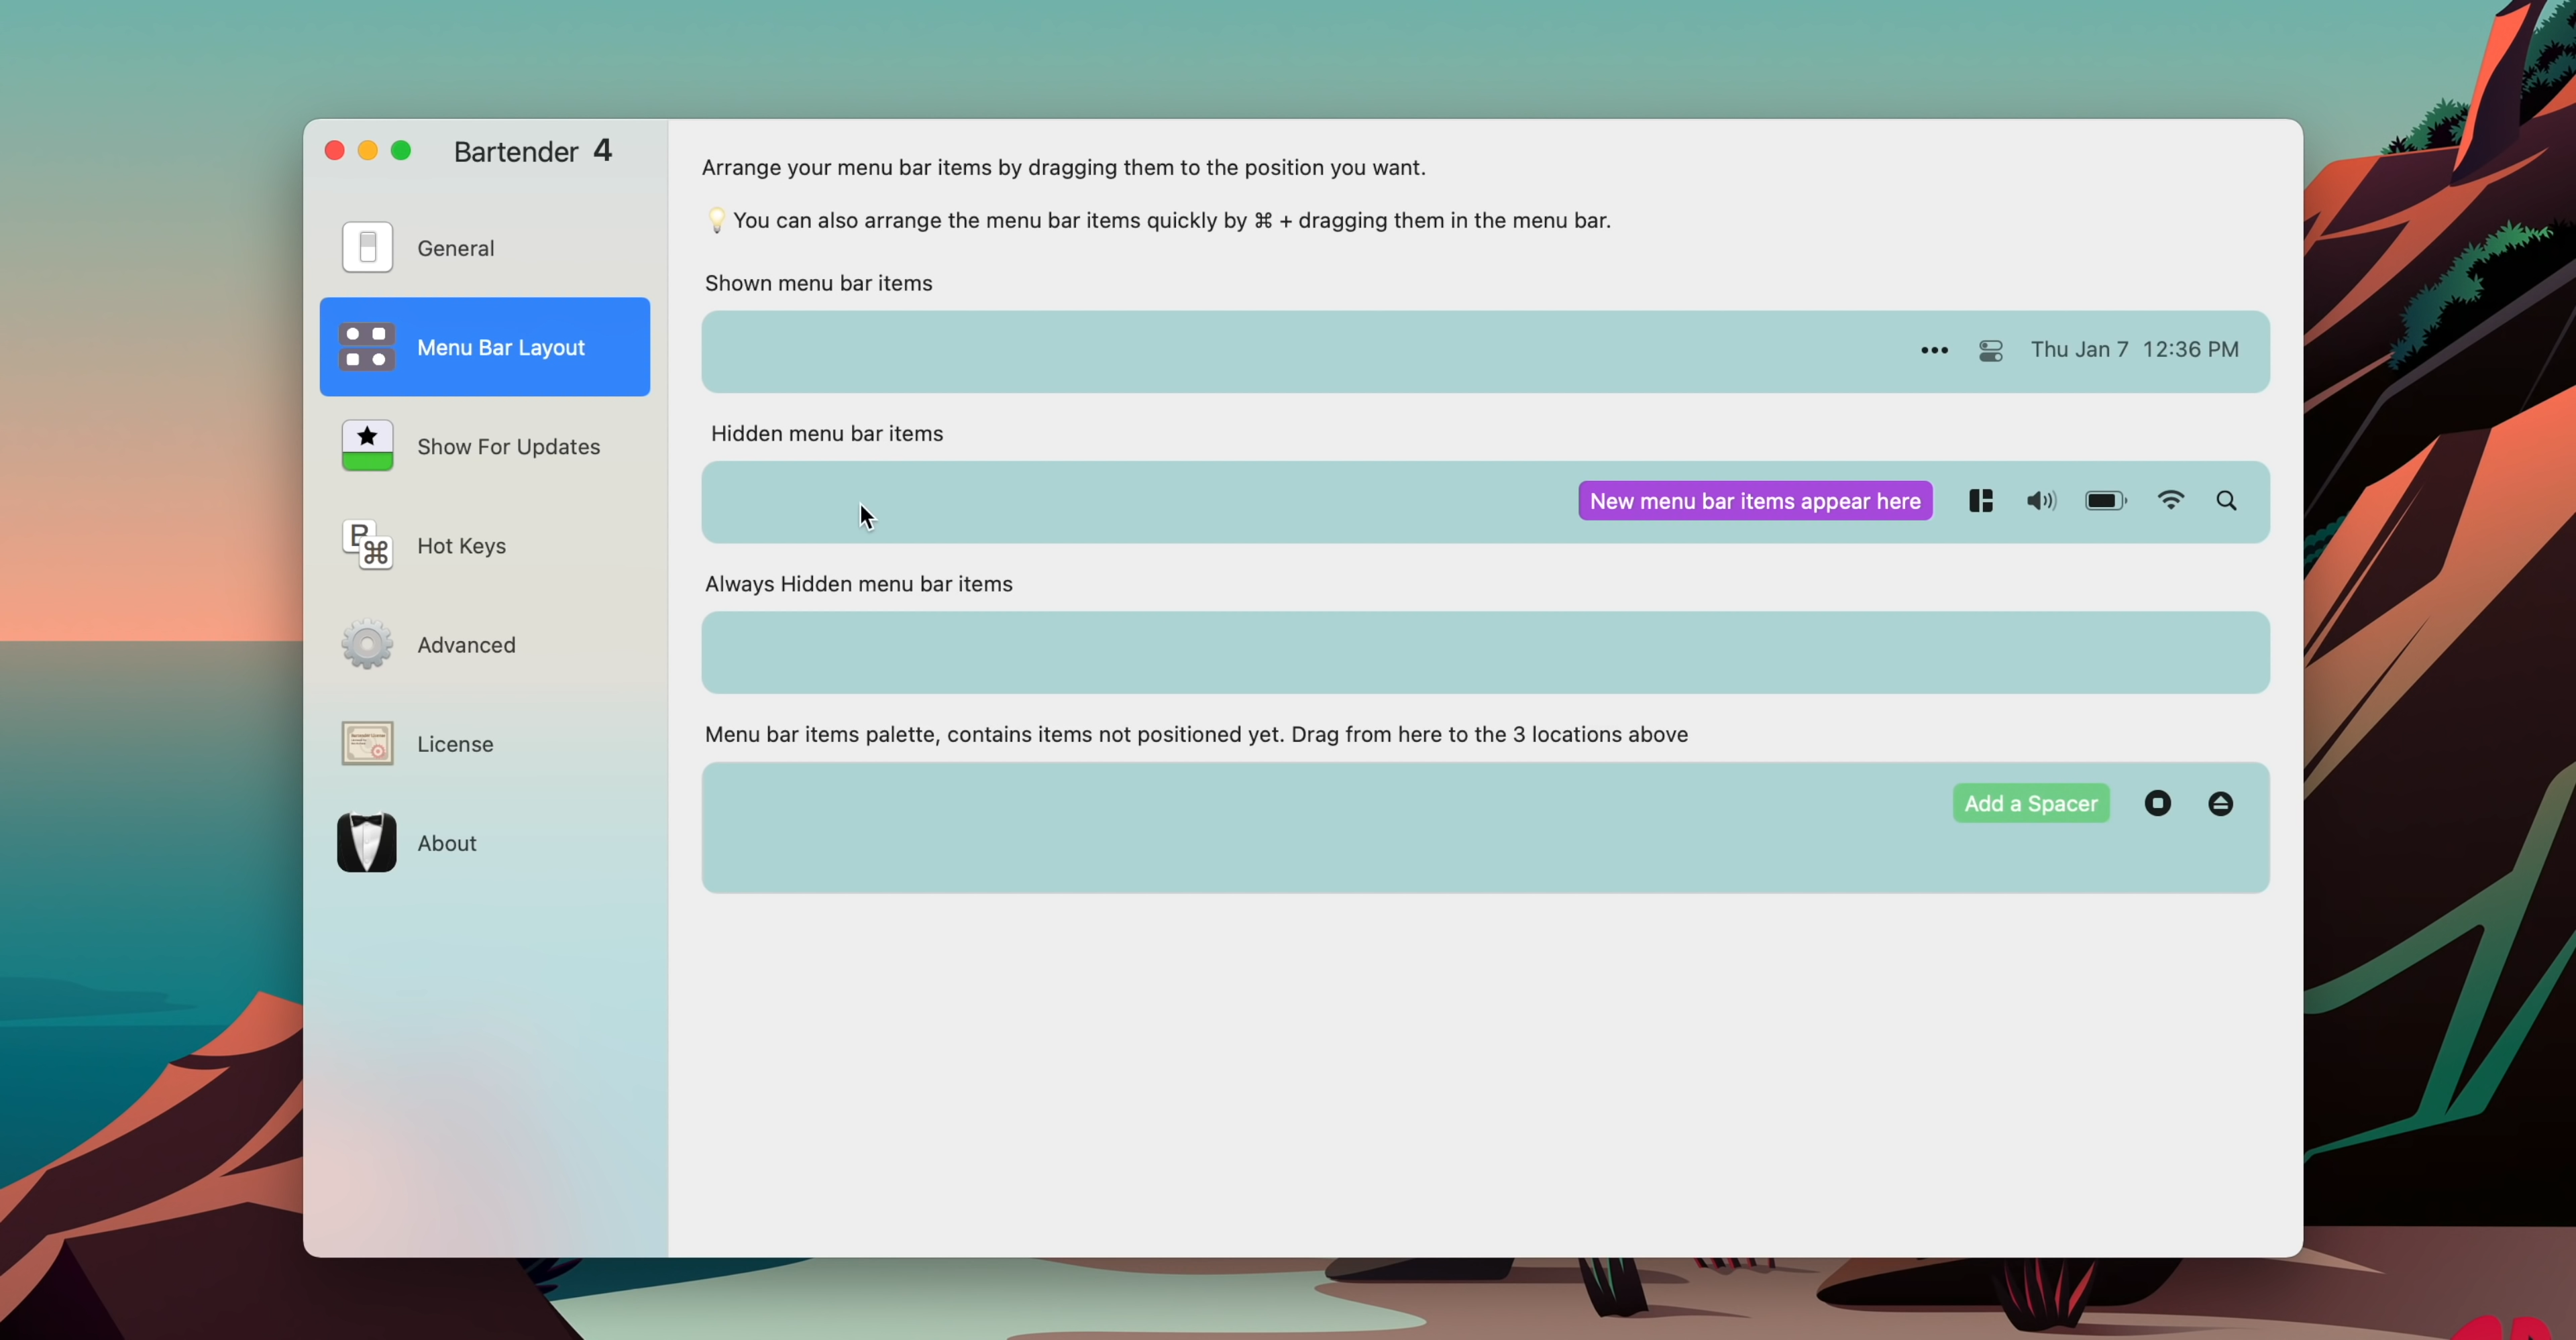 Bartender 4
General
Menu Bar Layout
Show For Updates
B
⌘
Hot Keys
Advanced
License
About
Arrange your menu bar items by dragging them to the position you want.
💡 You can also arrange the menu bar items quickly by ⌘ + dragging them in the menu bar.
Shown menu bar items
••• Thu Jan 7 12:36 PM
Hidden menu bar items
New menu bar items appear here
Always Hidden menu bar items
Menu bar items palette, contains items not positioned yet. Drag from here to the 3 locations above
Add a Spacer